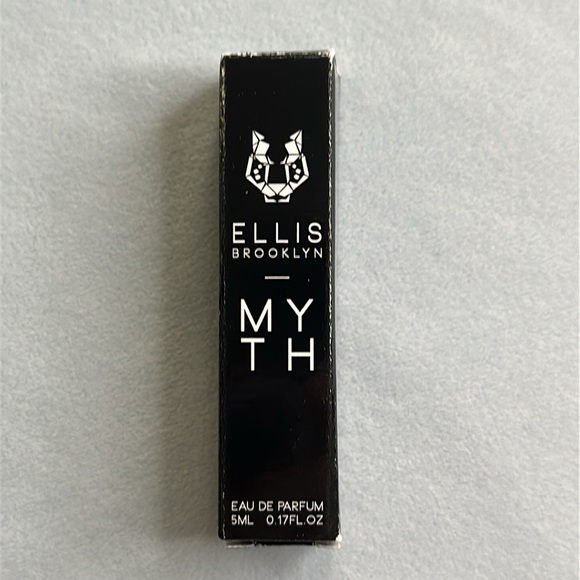 ELLIS
BROOKLYN
MY
TH
EAU DE PARFUM
5ML 0.17FL.OZ